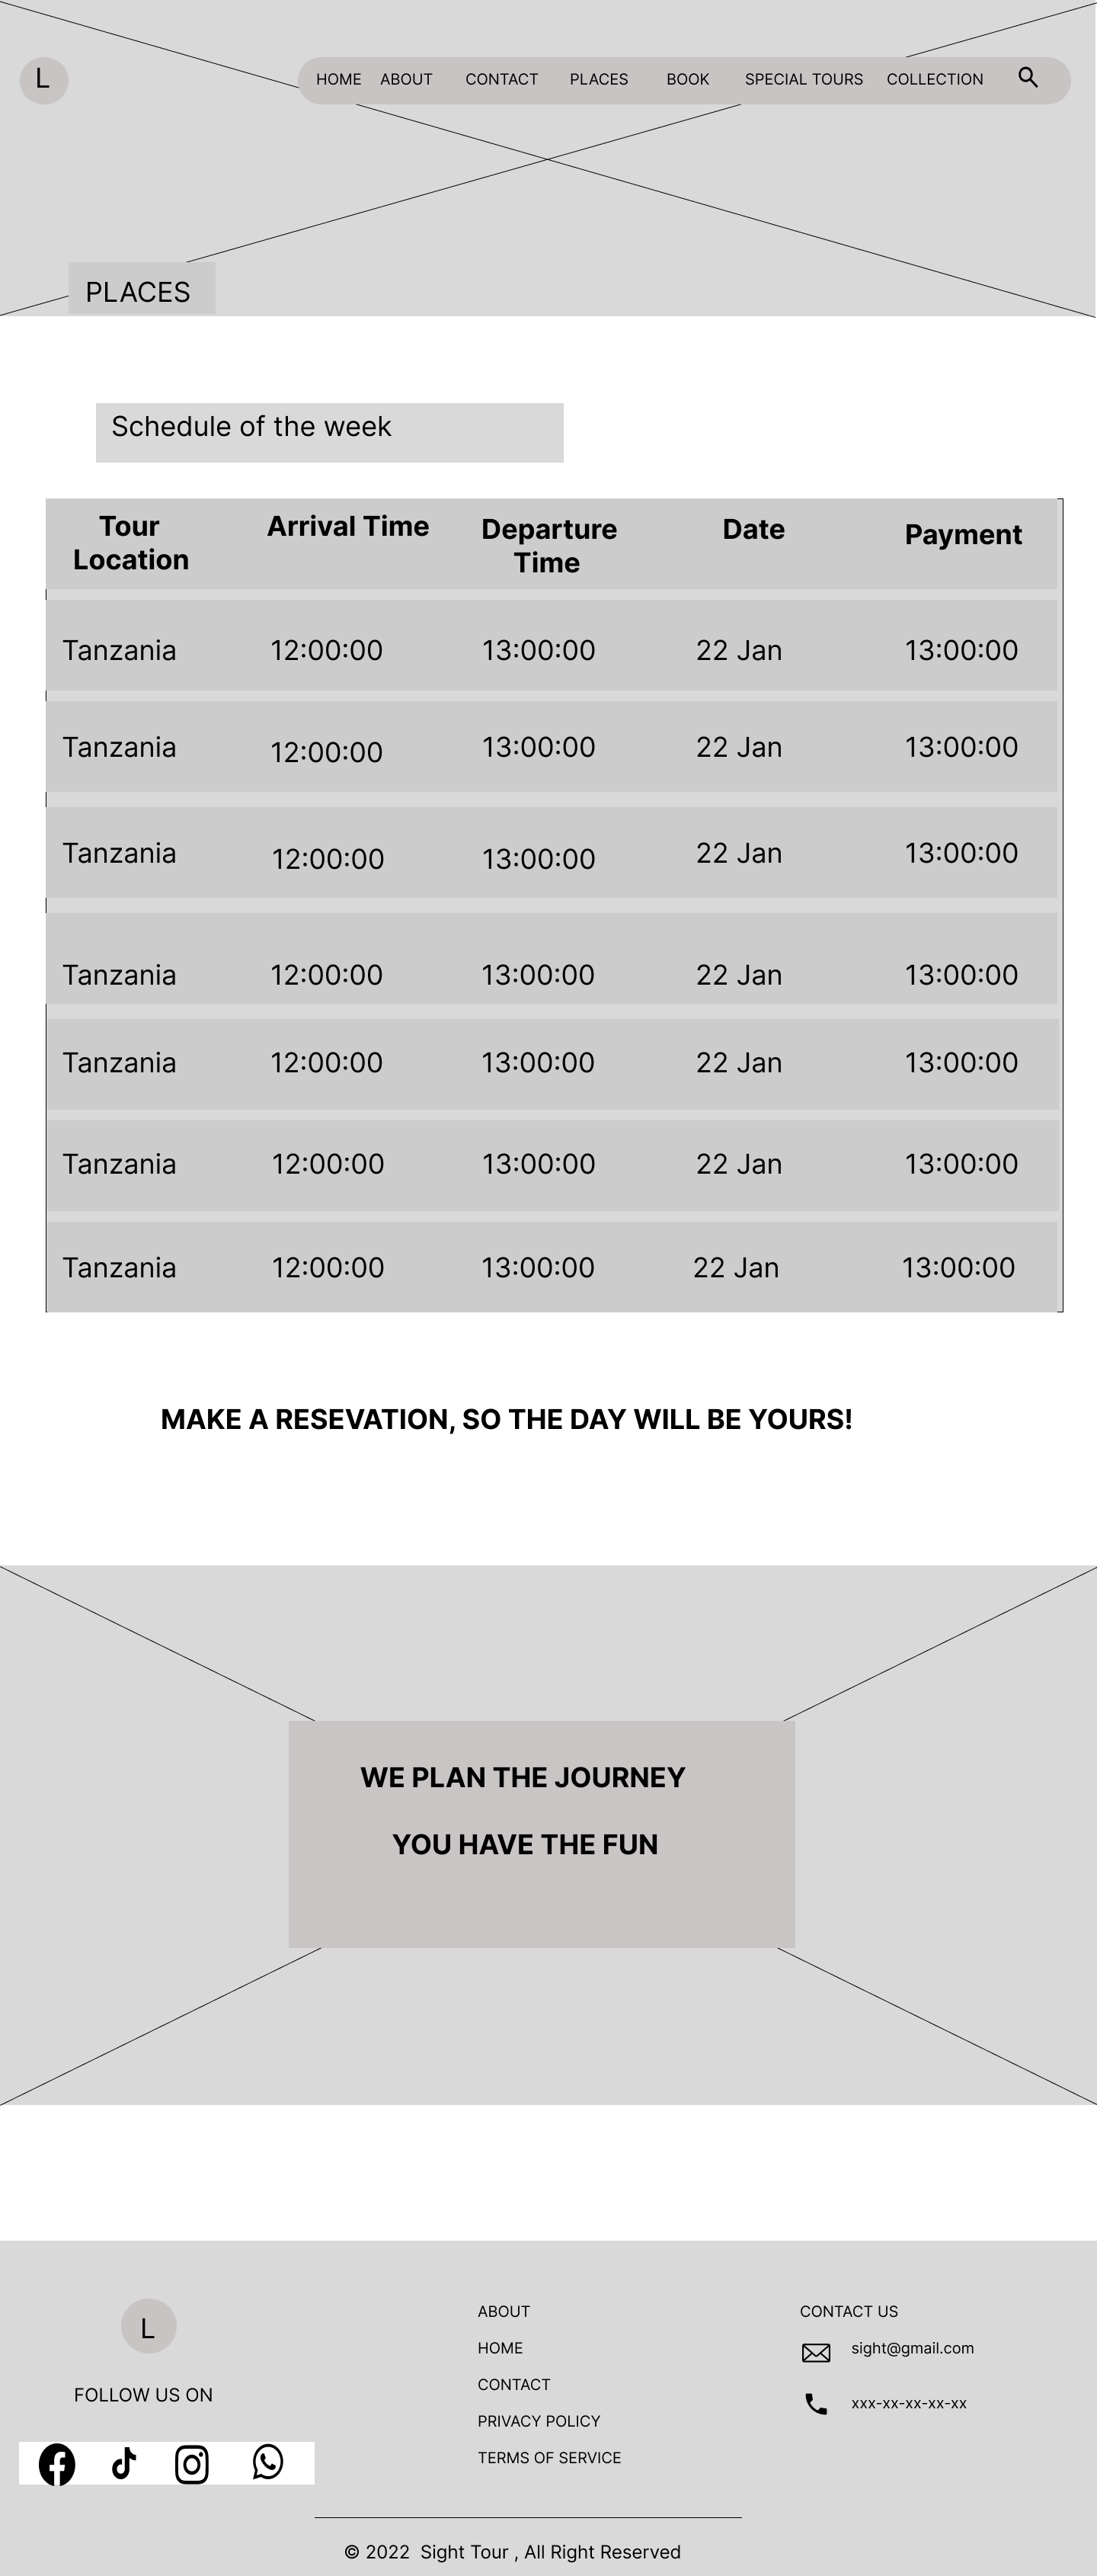 L
HOME ABOUT CONTACT PLACES BOOK SPECIAL TOURS COLLECTION
PLACES
Schedule of the week
Tour Location Arrival Time Departure Time Date Payment
Tanzania 12:00:00 13:00:00 22 Jan 13:00:00
Tanzania 12:00:00 13:00:00 22 Jan 13:00:00
Tanzania 12:00:00 13:00:00 22 Jan 13:00:00
Tanzania 12:00:00 13:00:00 22 Jan 13:00:00
Tanzania 12:00:00 13:00:00 22 Jan 13:00:00
Tanzania 12:00:00 13:00:00 22 Jan 13:00:00
Tanzania 12:00:00 13:00:00 22 Jan 13:00:00
MAKE A RESEVATION, SO THE DAY WILL BE YOURS!
WE PLAN THE JOURNEY
YOU HAVE THE FUN
L
FOLLOW US ON
ABOUT
HOME
CONTACT
PRIVACY POLICY
TERMS OF SERVICE
CONTACT US
sight@gmail.com
xxx-xx-xx-xx-xx
© 2022 Sight Tour , All Right Reserved